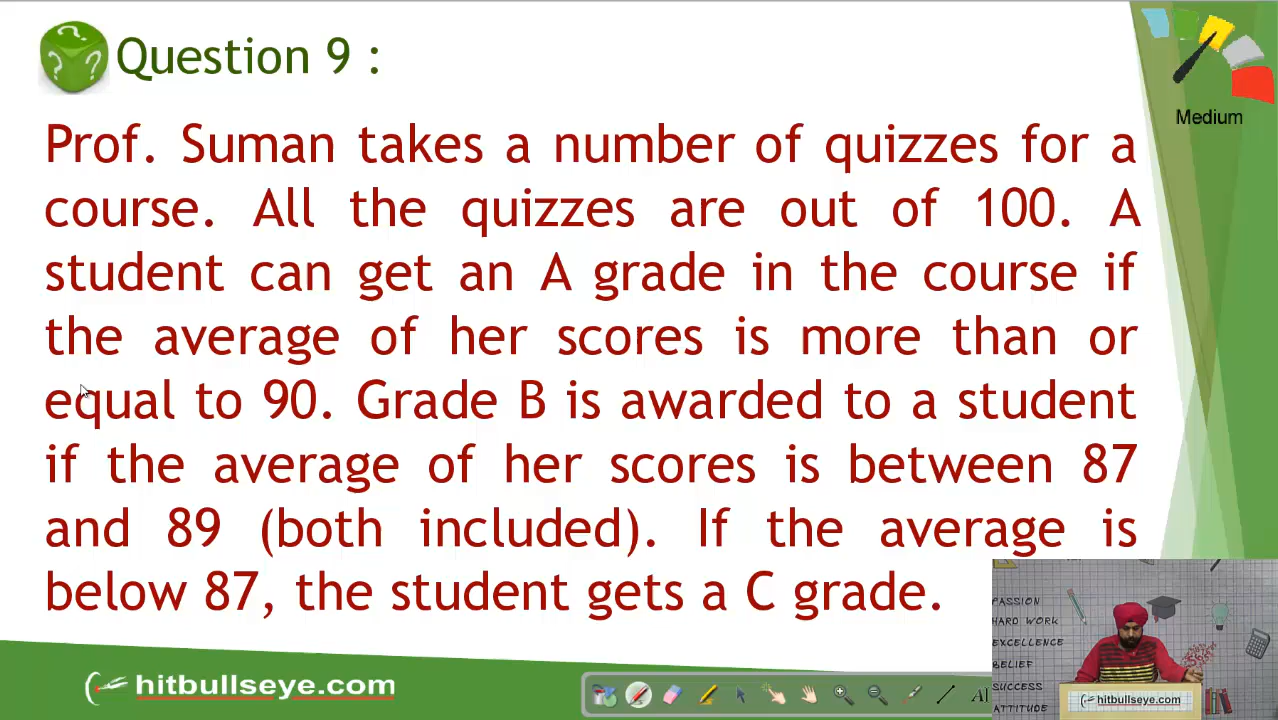 Question 9 :
Medium
Prof. Suman takes a number of quizzes for a
course. All the quizzes are out of 100. A
student can get an A grade in the course if
the average of her scores is more than or
equal to 90. Grade B is awarded to a student
if the average of her scores is between 87
and 89 (both included). If the average is
below 87, the student gets a C grade.
PASSION
HARD WORK
EXCELLENCE
BELIEF
SUCCESS
ATTITUDE
hitbullseye.com
hitbullseye.com
A